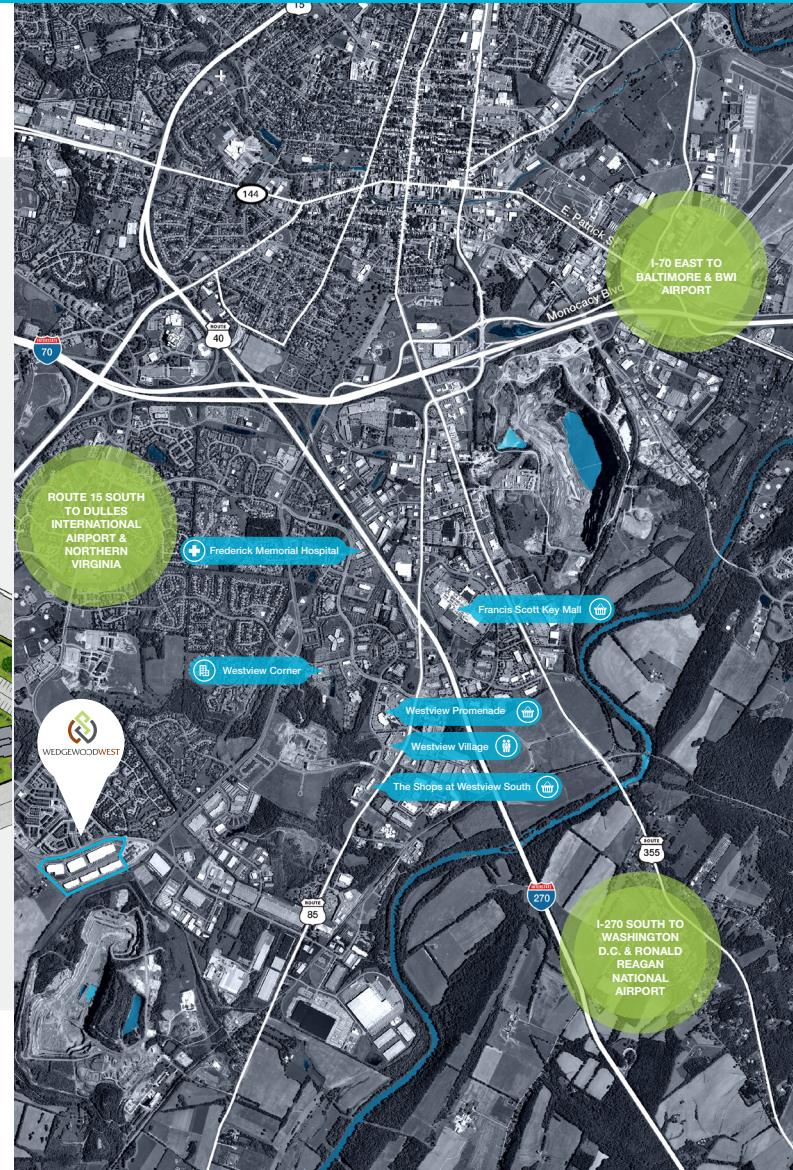 15
144
E. Patrick S
I-70 EAST TO
BALTIMORE & BWI
AIRPORT
Monocacy Blvd
ROUTE
40
INTERSTATE
70
ROUTE 15 SOUTH
TO DULLES
INTERNATIONAL
AIRPORT &
NORTHERN
VIRGINIA
Frederick Memorial Hospital
Francis Scott Key Mall
Westview Corner
Westview Promenade
WEDGEWOODWEST
Westview Village
The Shops at Westview South
ROUTE
355
INTERSTATE
270
ROUTE
85
I-270 SOUTH TO
WASHINGTON
D.C. & RONALD
REAGAN
NATIONAL
AIRPORT